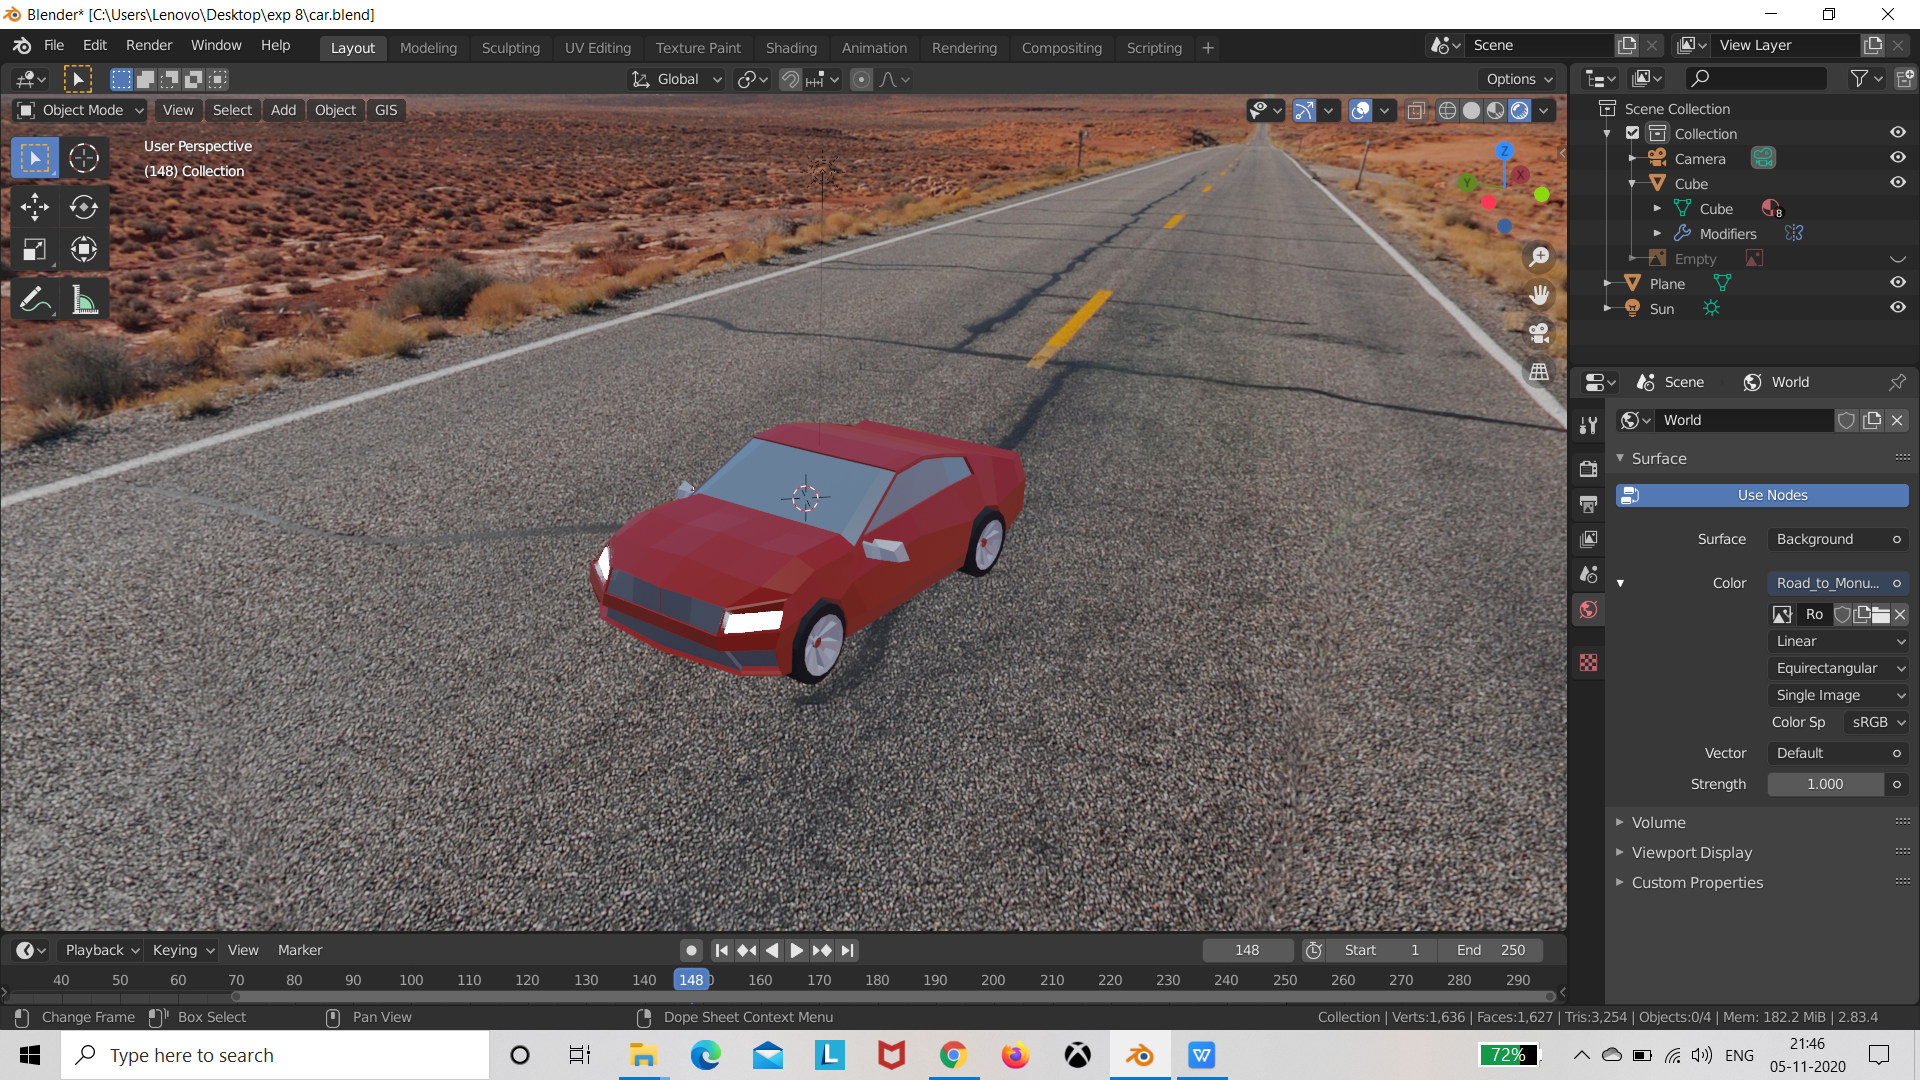 Blender* [C:\Users\Lenovo\Desktop\exp 8\car.blend]
File Edit Render Window Help Layout Modeling Sculpting UV Editing Texture Paint Shading Animation Rendering Compositing Scripting + Scene View Layer
Global Options
Object Mode View Select Add Object GIS
User Perspective
(148) Collection
Z
Y
X
Scene Collection
Collection
Camera
Cube
Cube 8
Modifiers
Empty
Plane
Sun
Scene World
World
Surface
Use Nodes
Surface Background
Color Road_to_Monu...
Ro
Linear
Equirectangular
Single Image
Color Sp sRGB
Vector Default
Strength 1.000
Volume
Viewport Display
Custom Properties
Playback Keying View Marker 148 Start 1 End 250
40 50 60 70 80 90 100 110 120 130 140 148 160 170 180 190 200 210 220 230 240 250 260 270 280 290
Change Frame Box Select Pan View Dope Sheet Context Menu Collection | Verts:1,636 | Faces:1,627 | Tris:3,254 | Objects:0/4 | Mem: 182.2 MiB | 2.83.4
Type here to search L W 72% ENG 21:46
05-11-2020